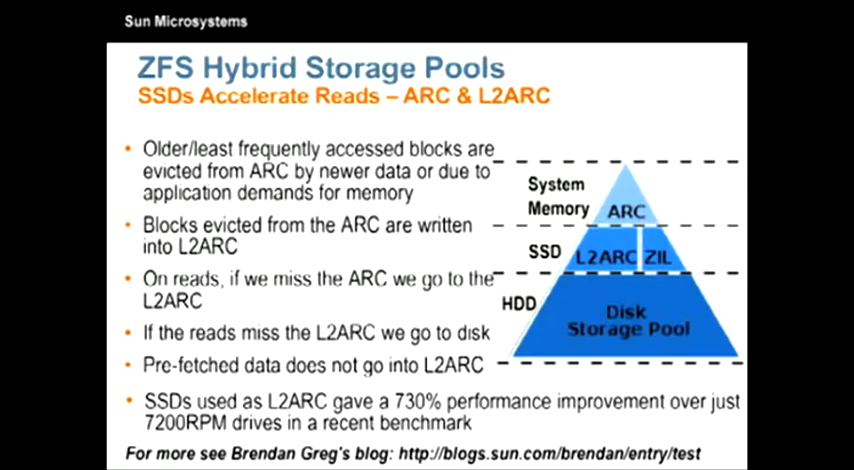 Sun Microsystems
ZFS Hybrid Storage Pools
SSDs Accelerate Reads – ARC & L2ARC
• Older/least frequently accessed blocks are
evicted from ARC by newer data or due to
application demands for memory
• Blocks evicted from the ARC are written
into L2ARC
• On reads, if we miss the ARC we go to the
L2ARC
• If the reads miss the L2ARC we go to disk
• Pre-fetched data does not go into L2ARC
• SSDs used as L2ARC gave a 730% performance improvement over just
7200RPM drives in a recent benchmark
System
Memory
ARC
SSD
L2ARC
ZIL
HDD
Disk
Storage Pool
For more see Brendan Greg's blog: http://blogs.sun.com/brendan/entry/test